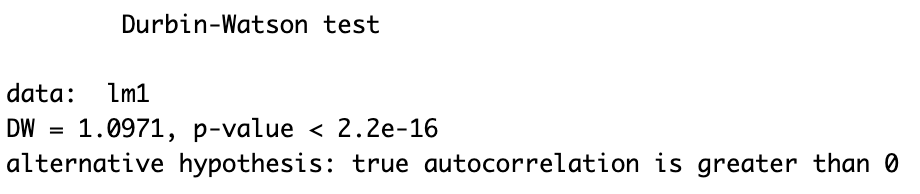 Durbin-Watson test
data:  lm1
DW = 1.0971, p-value < 2.2e-16
alternative hypothesis: true autocorrelation is greater than 0